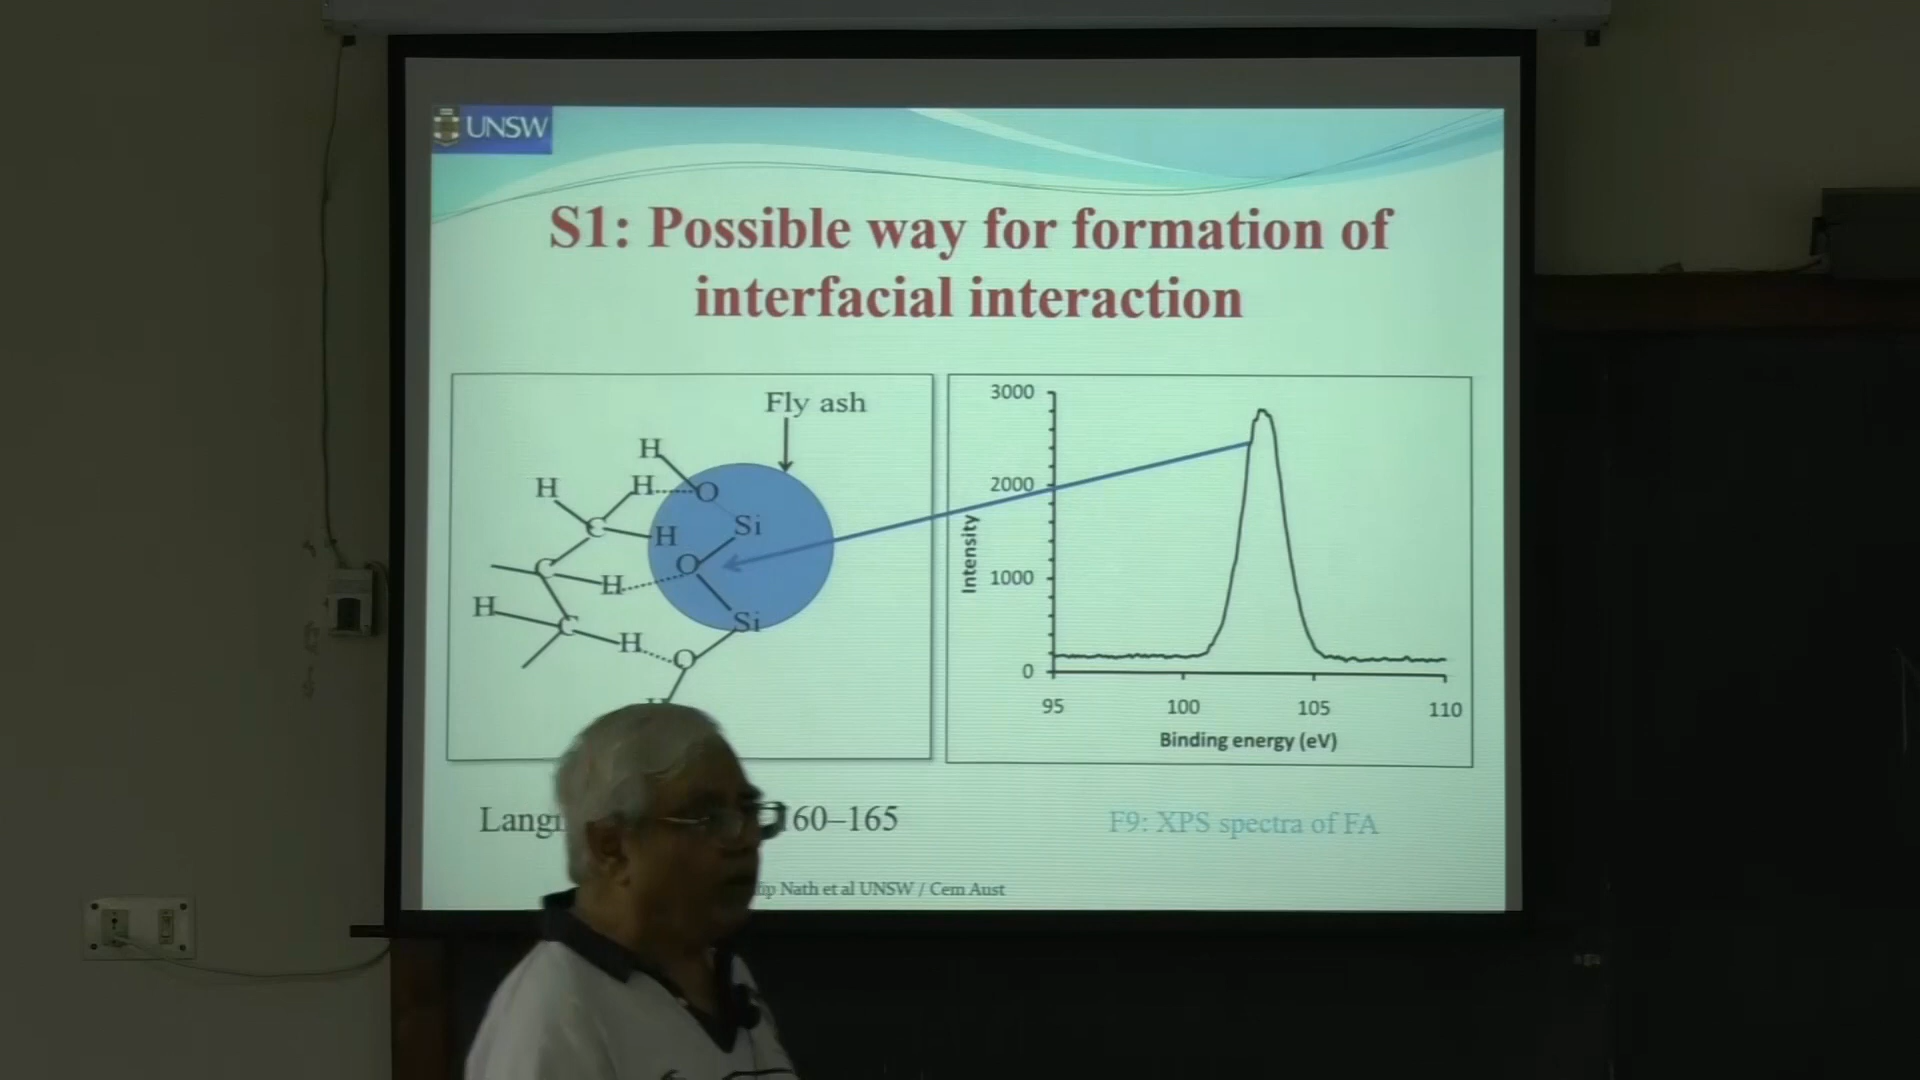 UNSW
S1: Possible way for formation of
interfacial interaction
Fly ash
H
H H O
Si
C H
O
C H
H
Si
C H
O
3000
2000
1000
0
Intensity
95 100 105 110
Binding energy (eV)
160–165
F9: XPS spectra of FA
Nath et al UNSW / Cem Aust